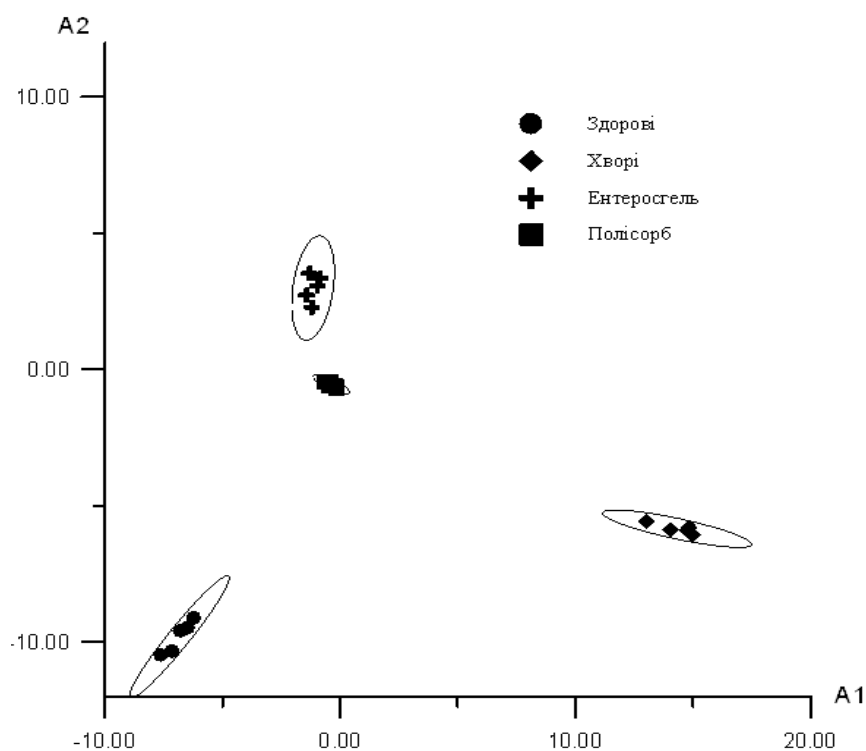 A2
10.00
Здорові
Хворі
Ентеросгель
Полісорб
0.00
-10.00
A1
-10.00
0.00
10.00
20.00